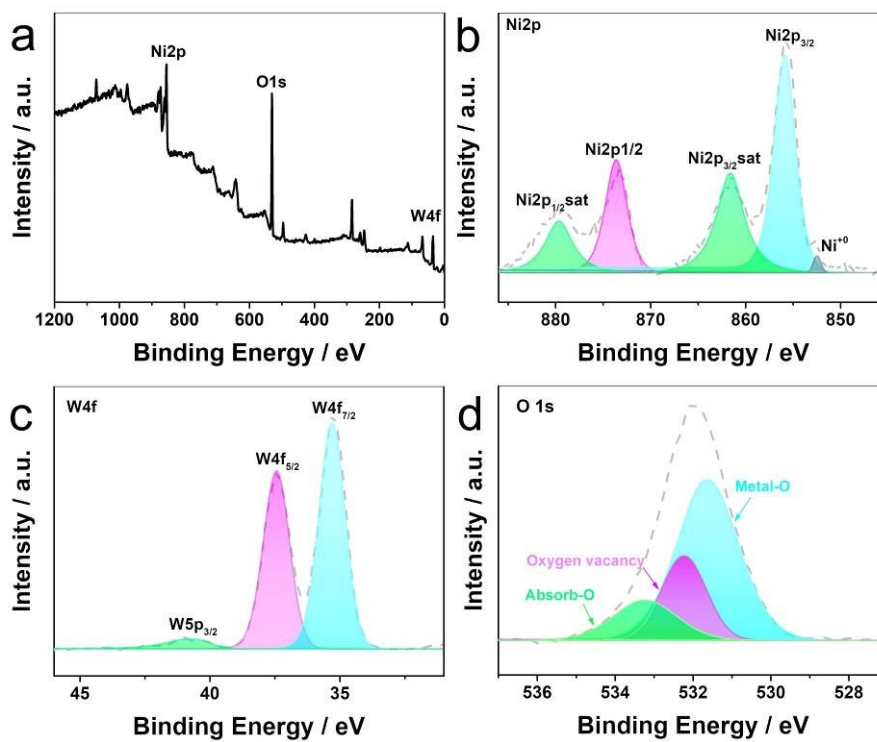 a
Ni2p
O1s
W4f
Intensity / a.u.
1200 1000 800 600 400 200 0
Binding Energy / eV
b
Ni2p
Ni2p3/2
Ni2p1/2
Ni2p3/2sat
Ni2p1/2sat
Ni+0
Intensity / a.u.
880 870 860 850
Binding Energy / eV
c
W4f
W4f7/2
W4f5/2
W5p3/2
Intensity / a.u.
45 40 35
Binding Energy / eV
d
O 1s
Metal-O
Oxygen vacancy
Absorb-O
Intensity / a.u.
536 534 532 530 528
Binding Energy / eV